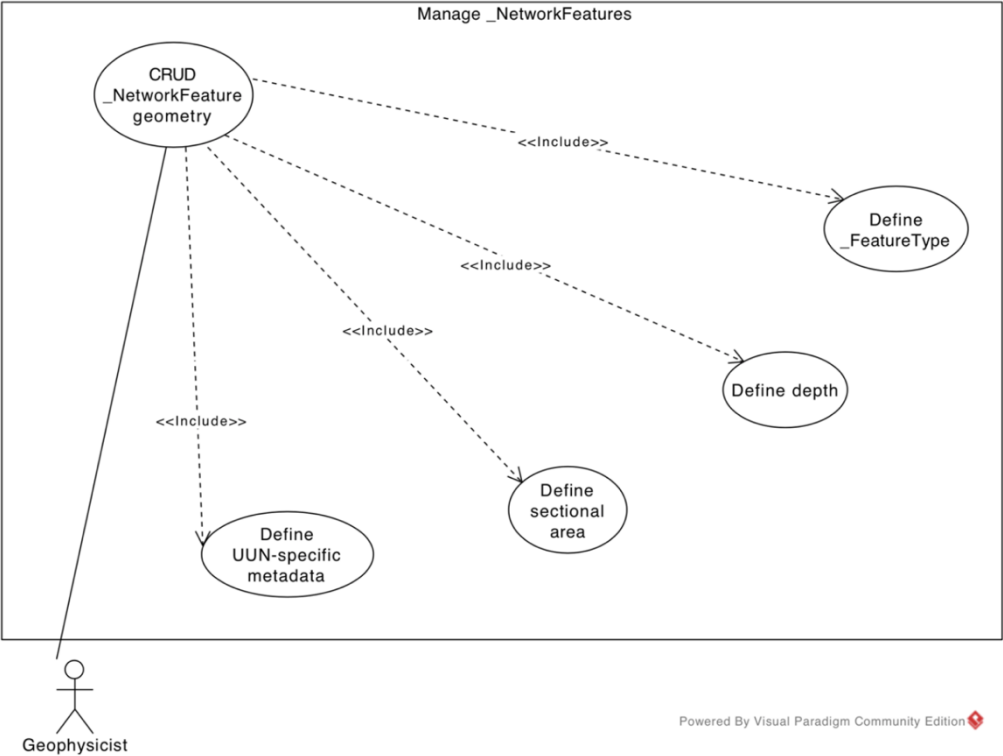 Manage _NetworkFeatures
CRUD
_NetworkFeature
geometry
<<Include>>
Define
_FeatureType
<<Include>>
<<Include>>
Define depth
<<Include>>
Define
sectional
area
Define
UUN-specific
metadata
Geophysicist
Powered By Visual Paradigm Community Edition